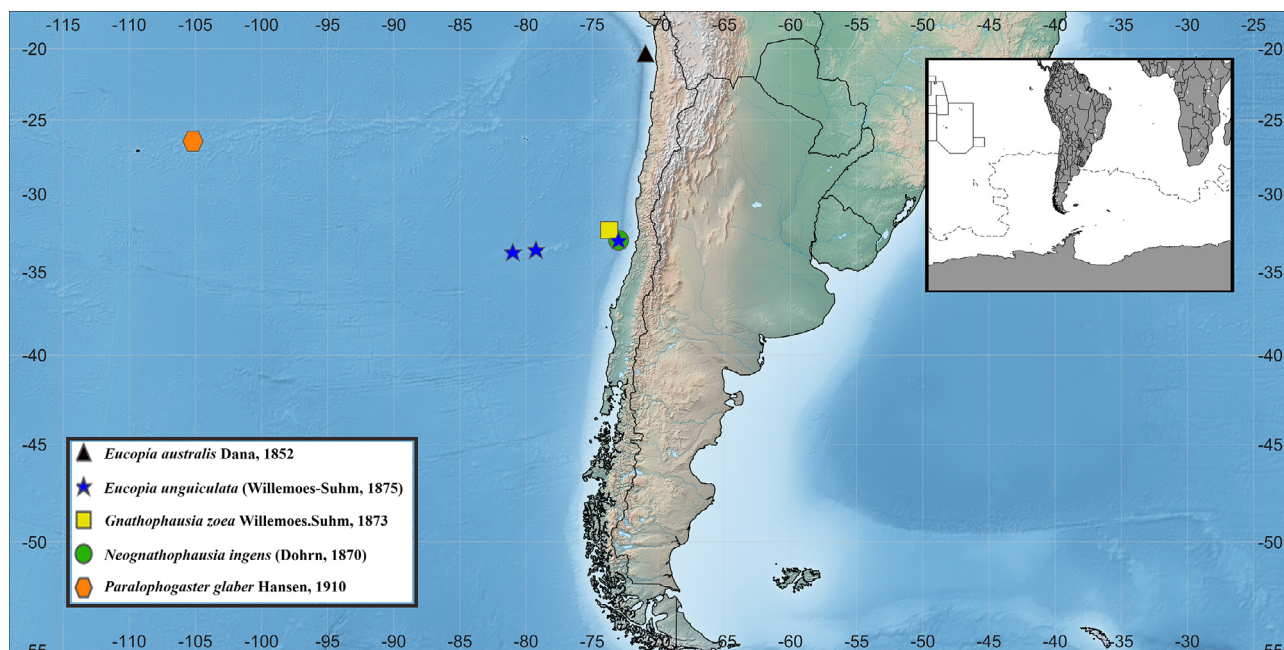 -115 -110 -105 -100 -95 -90 -85 -80 -75 -70 -65 -60 -55 -50 -45 -40 -35 -30 -25
-20 -20
-25 -25
-30 -30
-35 -35
-40 -40
-45 -45
-50 -50
Eucopía australis Dana, 1852
Eucopia unguiculata (Willemoes-Suhm, 1875)
Gnathophausia zoea Willemoes.Suhm, 1873
Neognathophausia ingens (Dohrn, 1870)
Paralophogaster glaber Hansen, 1910
-110 -105 -100 -95 -90 -85 -80 -75 -70 -65 -60 -55 -50 -45 -40 -35 -30